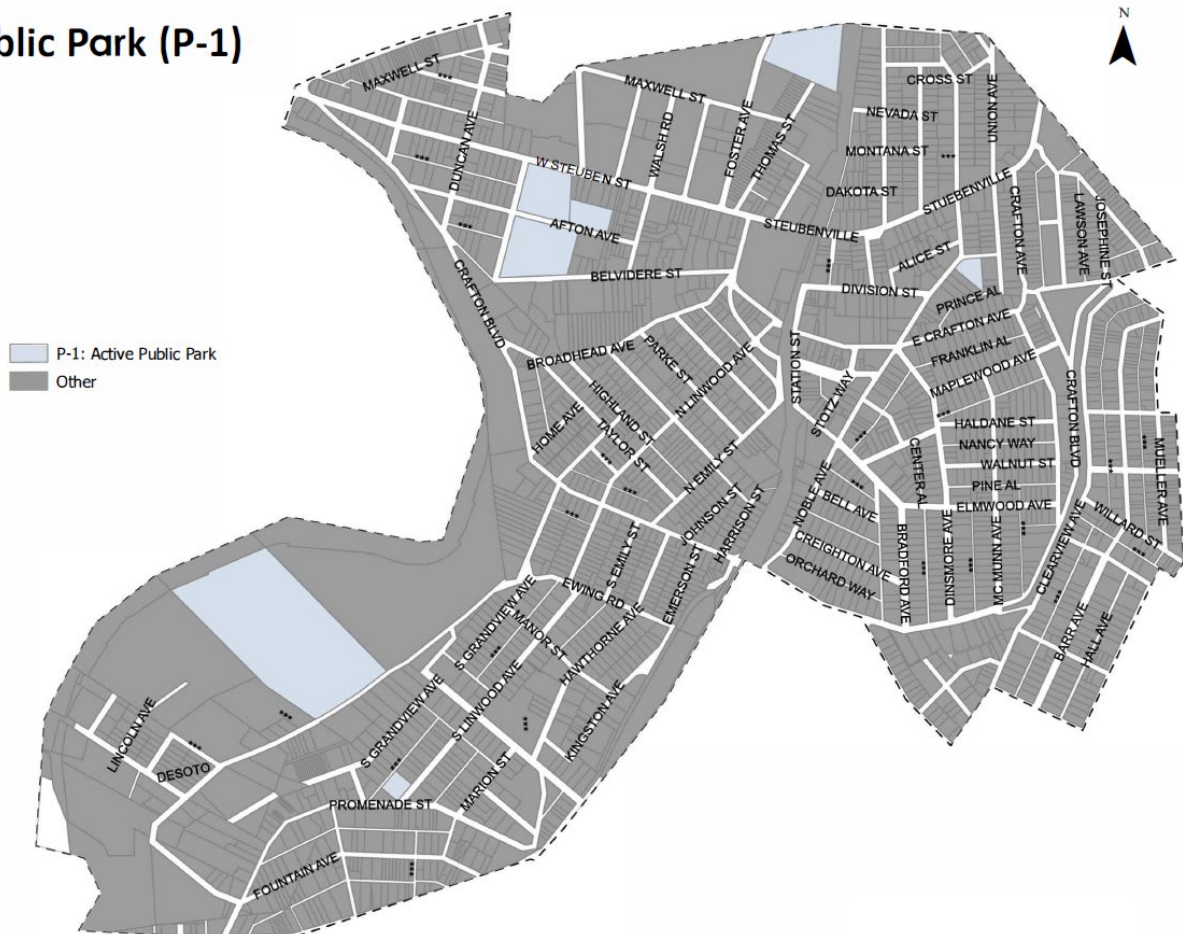 blic Park (P-1)
N
MAXWELL ST
MAXWELL ST
CROSS ST
UNION AVE
NEVADA ST
DUNCAN AVE
WALSH RD
FOSTER AVE
THOMAS ST
MONTANA ST
W STEUBEN ST
DAKOTA ST
STUEBENVILLE
CRAFTON AVE
LAWSON AVE
JOSEPHINE ST
AFTON AVE
STEUBENVILLE
ALICE ST
BELVIDERE ST
DIVISION ST
PRINCE AL
CRAFTON BLVD
E CRAFTON AVE
P-1: Active Public Park
Other
BROADHEAD AVE
PARKE ST
N LINWOOD AVE
STATION ST
FRANKLIN AL
MAPLEWOOD AVE
STOTZ WAY
CRAFTON BLVD
HIGHLAND ST
HOME AVE
TAYLOR ST
N EMILY ST
HALDANE ST
NANCY WAY
MUELLER AVE
CENTER AL
WALNUT ST
PINE AL
NOBLE AVE
BELL AVE
ELMWOOD AVE
JOHNSON ST
HARRISON ST
WILLARD ST
S EMILY ST
BRADFORD AVE
DINSMORE AVE
MC MUNN AVE
CLEARVIEW AVE
CREIGHTON AVE
ORCHARD WAY
EMERSON ST
EWING RD
S GRANDVIEW AVE
MANOR ST
HAWTHORNE AVE
BARR AVE
HALL AVE
S GRANDVIEW AVE
S LINWOOD AVE
KINGSTON AVE
LINCOLN AVE
DESOTO
MARION ST
PROMENADE ST
FOUNTAIN AVE